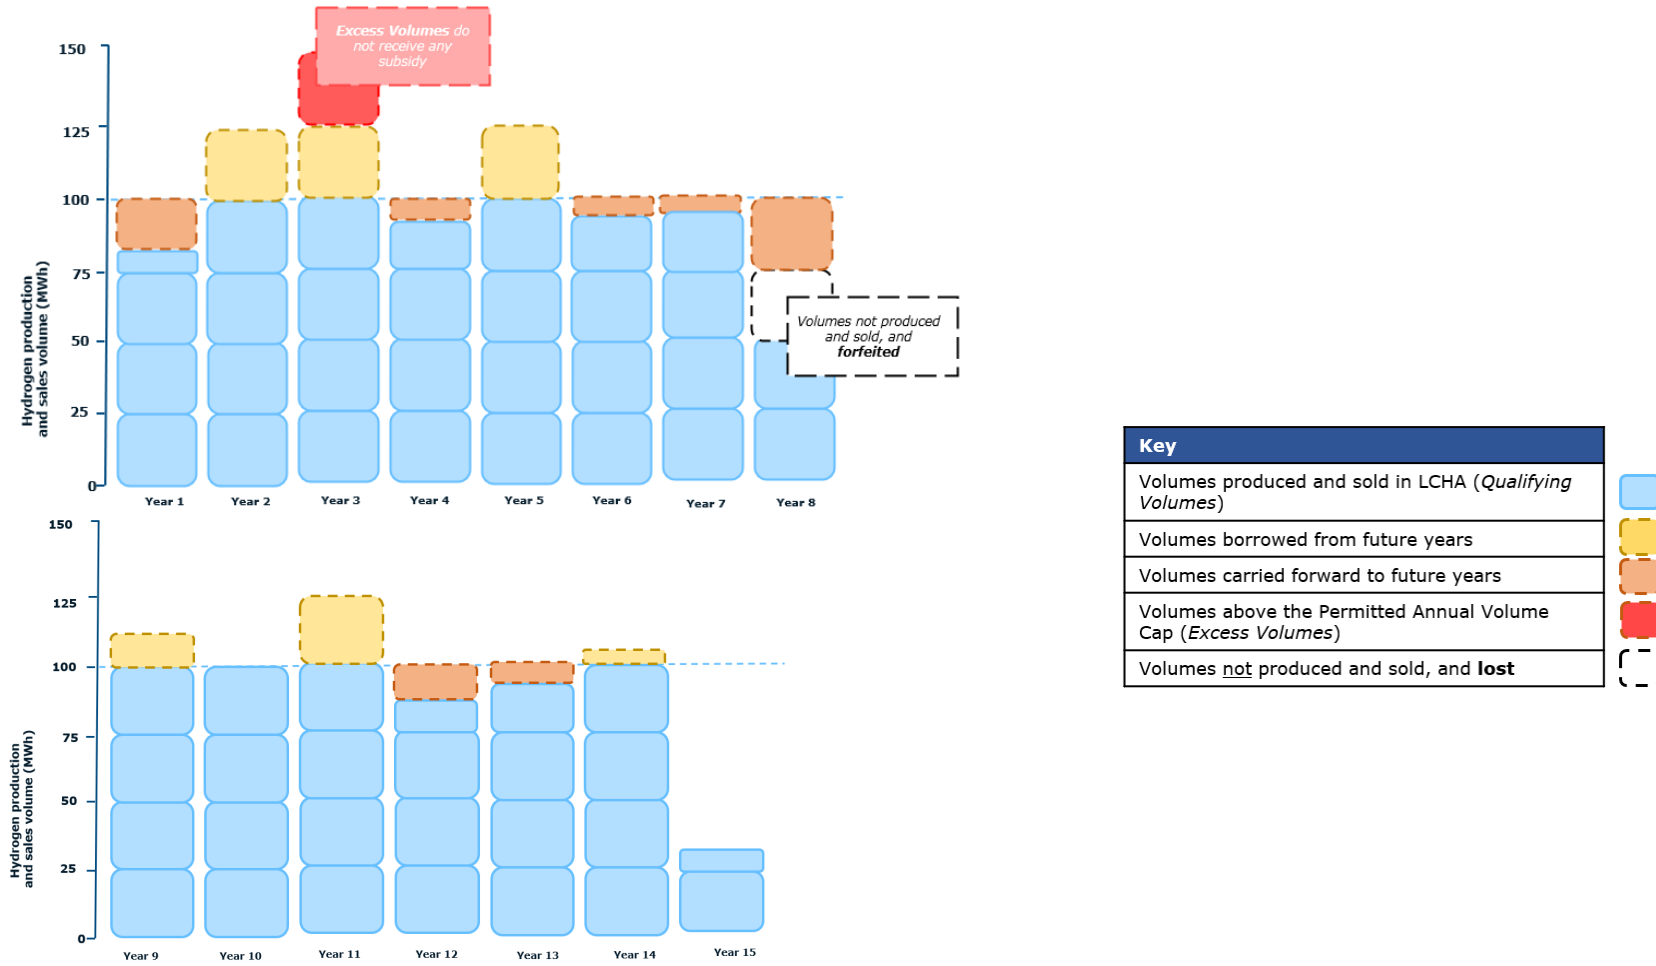 Excess Volumes do
not receive any
subsidy
150
125
100
75
50
25
0
Hydrogen production
and sales volume (MWh)
Volumes not produced
and sold, and
forfeited
Year 1
Year 2
Year 3
Year 4
Year 5
Year 6
Year 7
Year 8
Key
Volumes produced and sold in LCHA (Qualifying
Volumes)
Volumes borrowed from future years
Volumes carried forward to future years
Volumes above the Permitted Annual Volume
Cap (Excess Volumes)
Volumes not produced and sold, and lost
150
125
100
75
50
25
0
Hydrogen production
and sales volume (MWh)
Year 9
Year 10
Year 11
Year 12
Year 13
Year 14
Year 15